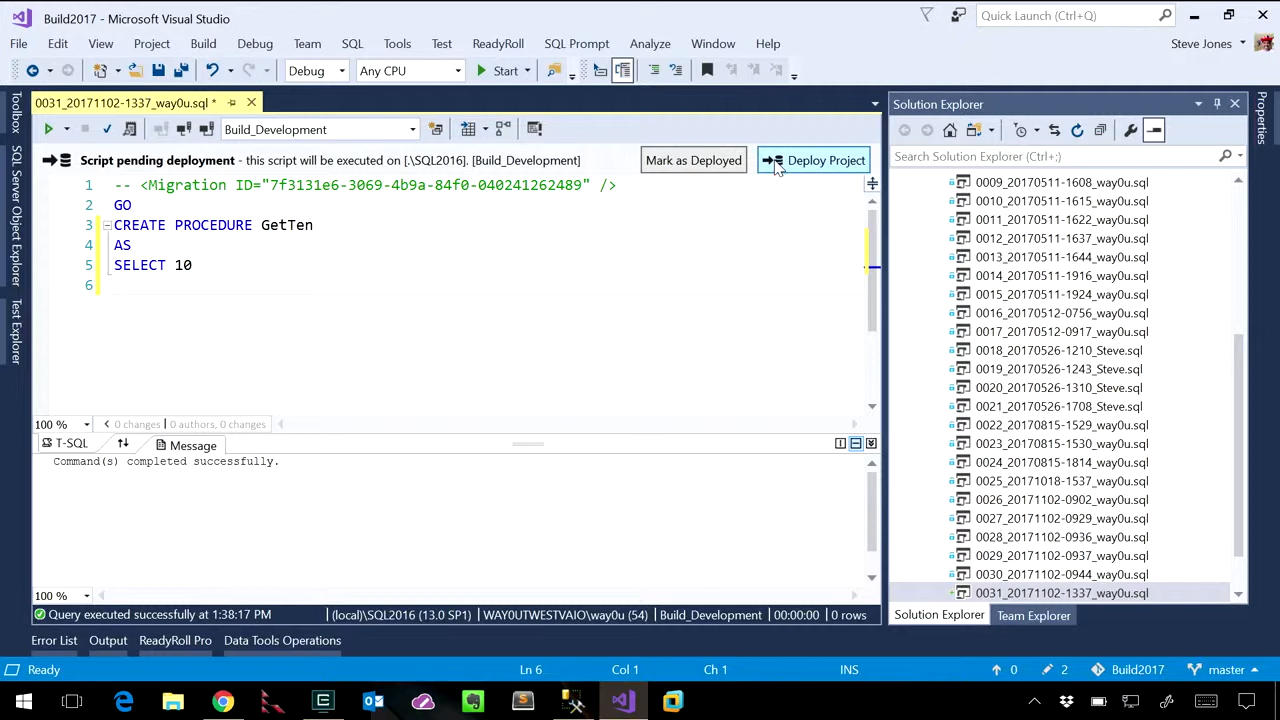 Build2017 - Microsoft Visual Studio
Quick Launch (Ctrl+Q)
File Edit View Project Build Debug Team SQL Tools Test ReadyRoll SQL Prompt Analyze Window Help
Steve Jones
Debug Any CPU Start
Toolbox
SQL Server Object Explorer
Test Explorer
0031_20171102-1337_way0u.sql *
Build_Development
Script pending deployment - this script will be executed on [.\SQL2016]. [Build_Development]
Mark as Deployed
Deploy Project
1 -- <Migration ID="7f3131e6-3069-4b9a-84f0-040241262489" />
2 GO
3 CREATE PROCEDURE GetTen
4 AS
5 SELECT 10
6
100 % 0 changes | 0 authors, 0 changes
T-SQL Message
Command(s) completed successfully.
100 %
Query executed successfully at 1:38:17 PM | (local)\SQL2016 (13.0 SP1) | WAY0UTWESTVAIO\way0u (54) | Build_Development | 00:00:00 | 0 rows
Solution Explorer
Search Solution Explorer (Ctrl+;)
0009_20170511-1608_way0u.sql
0010_20170511-1615_way0u.sql
0011_20170511-1622_way0u.sql
0012_20170511-1637_way0u.sql
0013_20170511-1644_way0u.sql
0014_20170511-1916_way0u.sql
0015_20170511-1924_way0u.sql
0016_20170512-0756_way0u.sql
0017_20170512-0917_way0u.sql
0018_20170526-1210_Steve.sql
0019_20170526-1243_Steve.sql
0020_20170526-1310_Steve.sql
0021_20170526-1708_Steve.sql
0022_20170815-1529_way0u.sql
0023_20170815-1530_way0u.sql
0024_20170815-1814_way0u.sql
0025_20171018-1537_way0u.sql
0026_20171102-0902_way0u.sql
0027_20171102-0929_way0u.sql
0028_20171102-0936_way0u.sql
0029_20171102-0937_way0u.sql
0030_20171102-0944_way0u.sql
0031_20171102-1337_way0u.sql
Solution Explorer Team Explorer
Properties
Error List Output ReadyRoll Pro Data Tools Operations
Ready Ln 6 Col 1 Ch 1 INS 0 2 Build2017 master